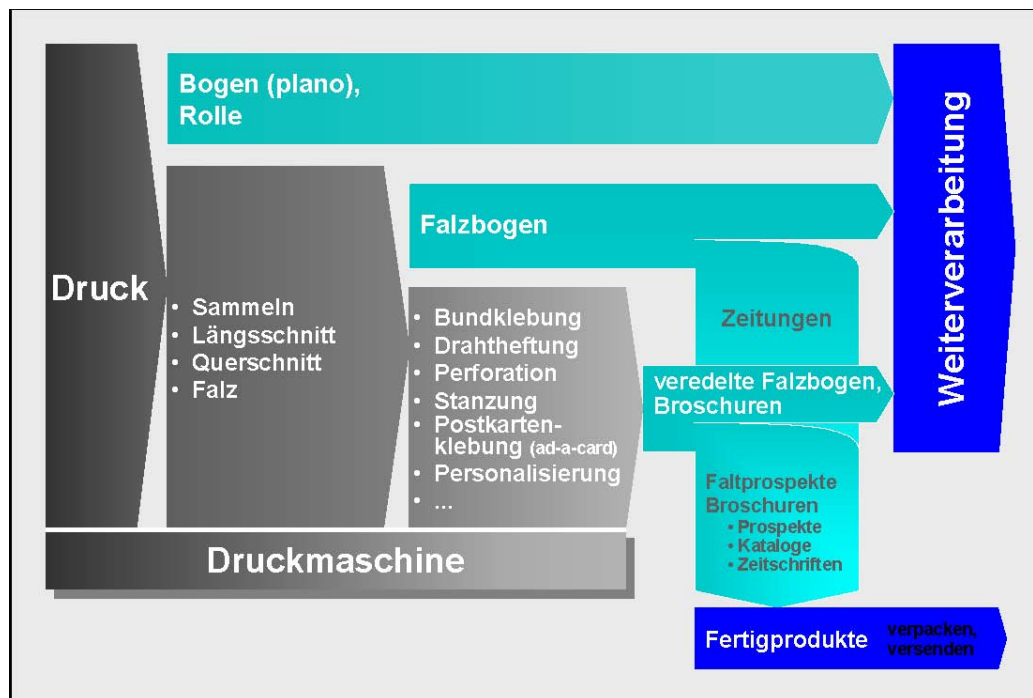 Bogen (plano),
Rolle
Weiterverarbeitung
Falzbogen
Druck
• Sammeln
• Längsschnitt
• Querschnitt
• Falz
• Bundklebung
• Drahtheftung
• Perforation
• Stanzung
• Postkarten-
klebung (ad-a-card)
• Personalisierung
• ...
Zeitungen
veredelte Falzbogen,
Broschuren
Faltprospekte
Broschuren
• Prospekte
• Kataloge
• Zeitschriften
Druckmaschine
Fertigprodukte
verpacken,
versenden